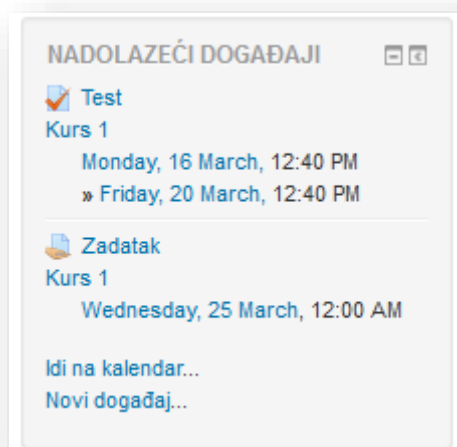 NADOLAZEĆI DOGAĐAJI
Test
Kurs 1
Monday, 16 March, 12:40 PM
» Friday, 20 March, 12:40 PM
Zadatak
Kurs 1
Wednesday, 25 March, 12:00 AM
Idi na kalendar...
Novi događaj...